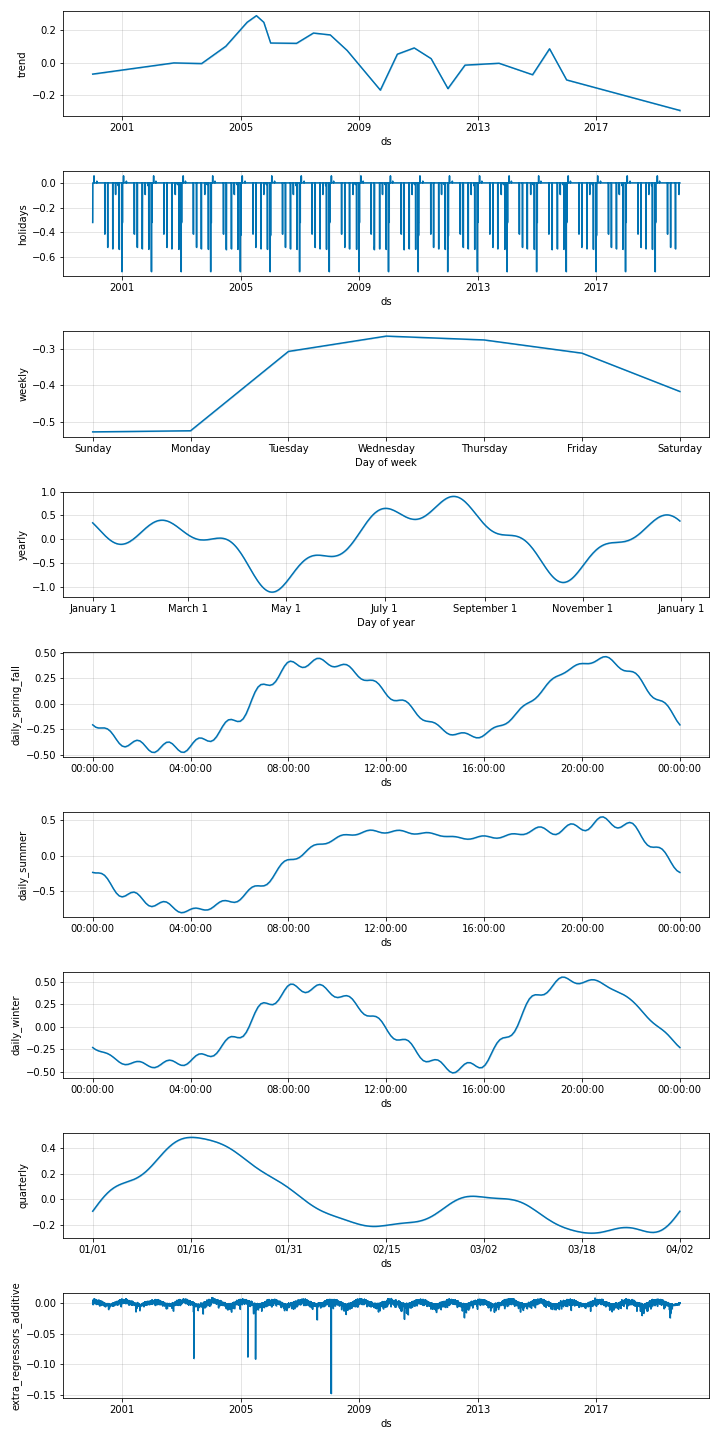 trend
0.2
0.0
−0.2
2001 2005 2009 2013 2017
ds
holidays
0.0
−0.2
−0.4
−0.6
2001 2005 2009 2013 2017
ds
weekly
−0.3
−0.4
−0.5
Sunday Monday Tuesday Wednesday Thursday Friday Saturday
Day of week
yearly
1.0
0.5
0.0
−0.5
−1.0
January 1 March 1 May 1 July 1 September 1 November 1 January 1
Day of year
daily_spring_fall
0.50
0.25
0.00
−0.25
−0.50
00:00:00 04:00:00 08:00:00 12:00:00 16:00:00 20:00:00 00:00:00
ds
daily_summer
0.5
0.0
−0.5
00:00:00 04:00:00 08:00:00 12:00:00 16:00:00 20:00:00 00:00:00
ds
daily_winter
0.50
0.25
0.00
−0.25
−0.50
00:00:00 04:00:00 08:00:00 12:00:00 16:00:00 20:00:00 00:00:00
ds
quarterly
0.4
0.2
0.0
−0.2
01/01 01/16 01/31 02/15 03/02 03/18 04/02
ds
extra_regressors_additive
0.00
−0.05
−0.10
−0.15
2001 2005 2009 2013 2017
ds